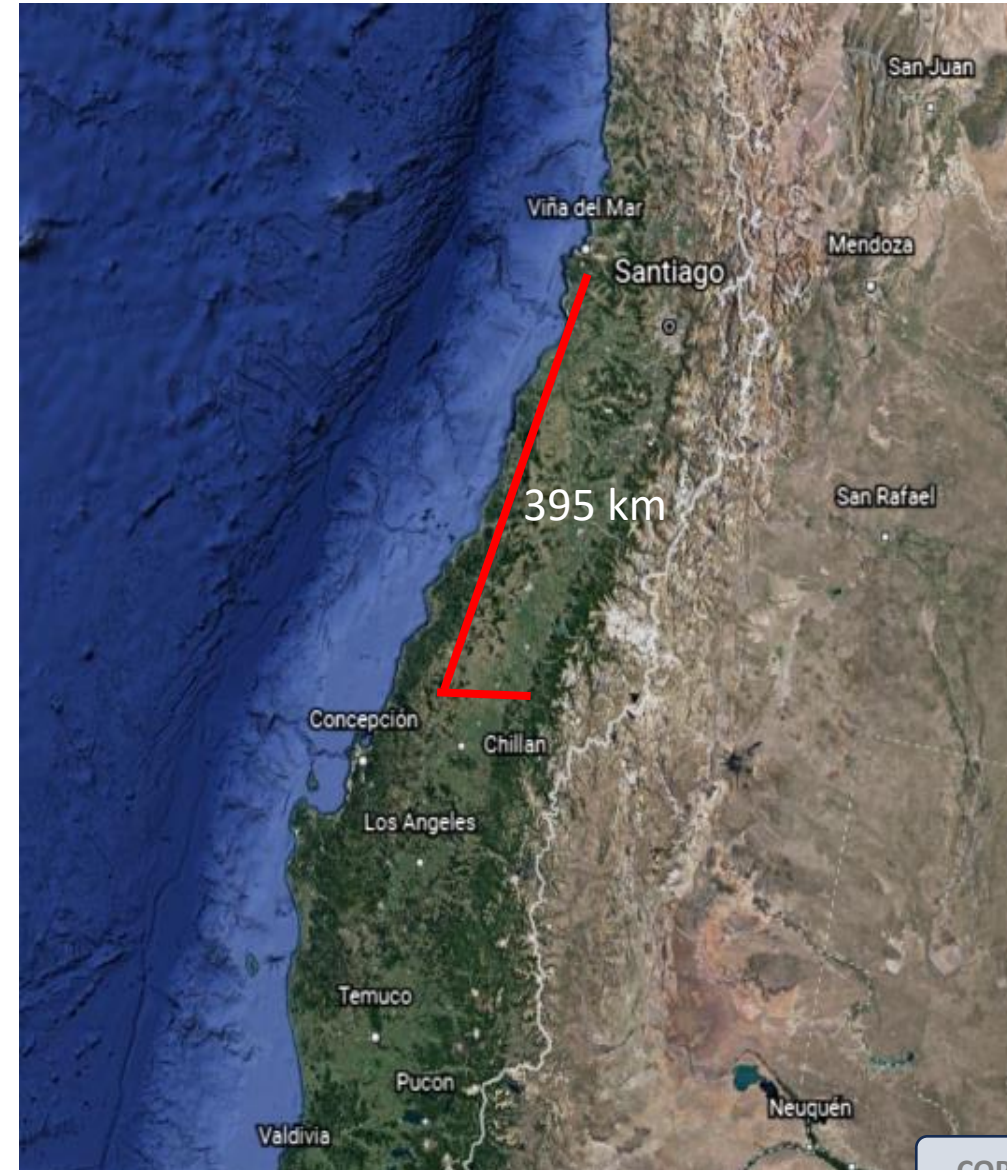 San Juan
Viña del Mar
Mendoza
Santiago
San Rafael
395 km
Concepción
Chillan
Los Angeles
Temuco
Pucon
Neuquén
Valdivia